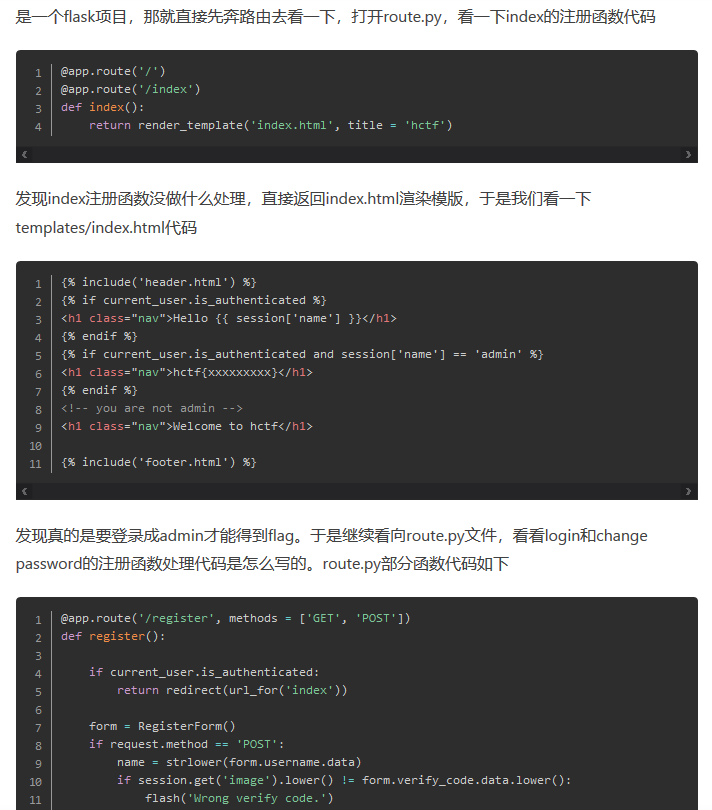 是一个flask项目，那就直接先奔路由去看一下，打开route.py，看一下index的注册函数代码
1 @app.route('/')
2 @app.route('/index')
3 def index():
4     return render_template('index.html', title = 'hctf')
发现index注册函数没做什么处理，直接返回index.html渲染模版，于是我们看一下
templates/index.html代码
1 {% include('header.html') %}
2 {% if current_user.is_authenticated %}
3 <h1 class="nav">Hello {{ session['name'] }}</h1>
4 {% endif %}
5 {% if current_user.is_authenticated and session['name'] == 'admin' %}
6 <h1 class="nav">hctf{xxxxxxxxx}</h1>
7 {% endif %}
8 <!-- you are not admin -->
9 <h1 class="nav">Welcome to hctf</h1>
10
11 {% include('footer.html') %}
发现真的是要登录成admin才能得到flag。于是继续看向route.py文件，看看login和change
password的注册函数处理代码是怎么写的。route.py部分函数代码如下
1 @app.route('/register', methods = ['GET', 'POST'])
2 def register():
3
4     if current_user.is_authenticated:
5         return redirect(url_for('index'))
6
7     form = RegisterForm()
8     if request.method == 'POST':
9         name = strlower(form.username.data)
10         if session.get('image').lower() != form.verify_code.data.lower():
11             flash('Wrong verify code.')